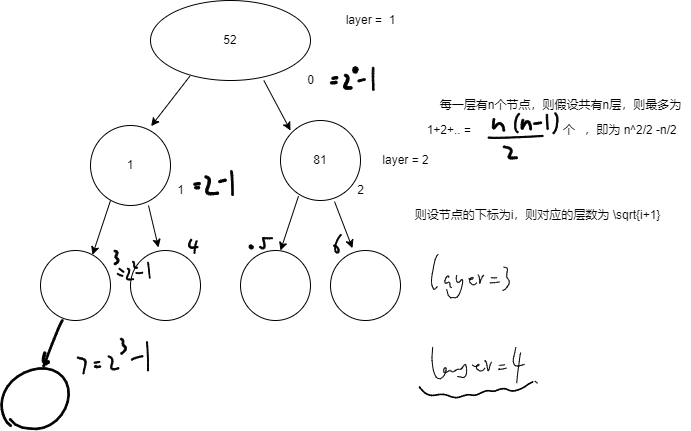 layer = 1
52
0 =2^0-1
每一层有n个节点，则假设共有n层，则最多为
1+2+.. = n(n-1)/2 个 ，即为 n^2/2 -n/2
1
81
layer = 2
1 =2-1
2
则设节点的下标为i，则对应的层数为 \sqrt{i+1}
3 =2^2-1
4
.5
6
layer=3
7=2^3-1
layer=4